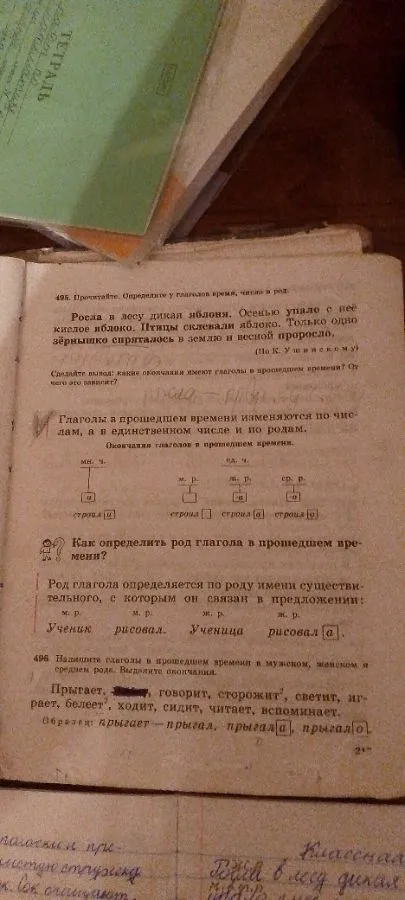 ТЕТРАДЬ
495. Прочитайте. Определите у глаголов время, число и род.
Росла в лесу дикая яблоня. Осенью упало с неё
кислое яблоко. Птицы склевали яблоко. Только одно
зёрнышко спряталось в землю и весной проросло.
(По К. Ушинскому)
Сделайте вывод: какие окончания имеют глаголы в прошедшем времени? От
чего это зависит?
Глаголы в прошедшем времени изменяются по чис-
лам, а в единственном числе и по родам.
Окончания глаголов в прошедшем времени.
мн. ч. ед. ч.
м. р. ж. р. ср. р.
и а о
строил и строил строил а строил о
Как определить род глагола в прошедшем вре-
мени?
Род глагола определяется по роду имени существи-
тельного, с которым он связан в предложении:
м. р. м. р. ж. р. ж. р.
Ученик рисовал. Ученица рисовал а.
496 Напишите глаголы в прошедшем времени в мужском, женском и
среднем роде. Выделите окончания.
Прыгает, говорит, сторожит², светит, иг-
рает, белеет², ходит, сидит, читает, вспоминает.
Образец: прыгает — прыгал, прыгал а, прыгал о.
Классная
в лесу дикая